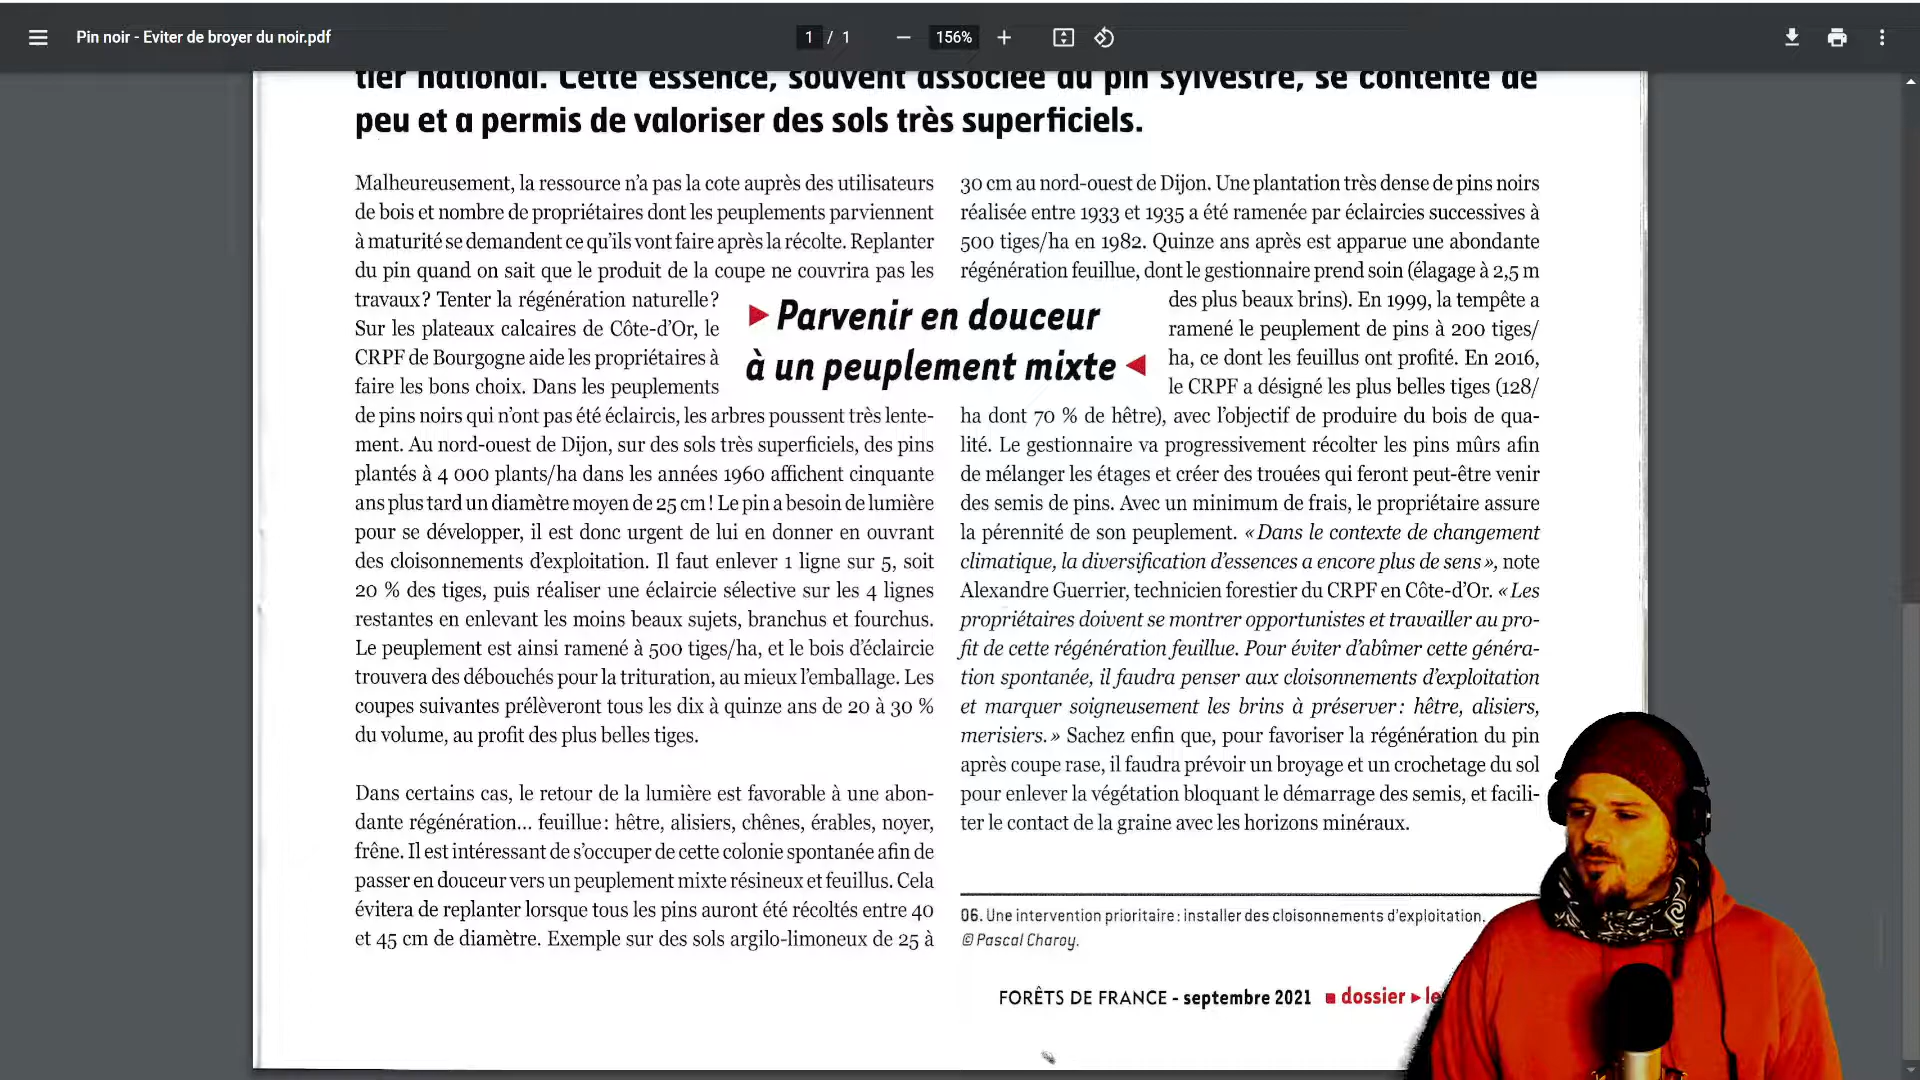 Pin noir - Eviter de broyer du noir.pdf
1 / 1
156%
tier national. Cette essence, souvent associée au pin sylvestre, se contente de
peu et a permis de valoriser des sols très superficiels.
Malheureusement, la ressource n'a pas la cote auprès des utilisateurs
de bois et nombre de propriétaires dont les peuplements parviennent
à maturité se demandent ce qu'ils vont faire après la récolte. Replanter
du pin quand on sait que le produit de la coupe ne couvrira pas les
travaux ? Tenter la régénération naturelle ?
Sur les plateaux calcaires de Côte-d'Or, le
CRPF de Bourgogne aide les propriétaires à
faire les bons choix. Dans les peuplements
de pins noirs qui n'ont pas été éclaircis, les arbres poussent très lente-
ment. Au nord-ouest de Dijon, sur des sols très superficiels, des pins
plantés à 4 000 plants/ha dans les années 1960 affichent cinquante
ans plus tard un diamètre moyen de 25 cm ! Le pin a besoin de lumière
pour se développer, il est donc urgent de lui en donner en ouvrant
des cloisonnements d'exploitation. Il faut enlever 1 ligne sur 5, soit
20 % des tiges, puis réaliser une éclaircie sélective sur les 4 lignes
restantes en enlevant les moins beaux sujets, branchus et fourchus.
Le peuplement est ainsi ramené à 500 tiges/ha, et le bois d'éclaircie
trouvera des débouchés pour la trituration, au mieux l'emballage. Les
coupes suivantes prélèveront tous les dix à quinze ans de 20 à 30 %
du volume, au profit des plus belles tiges.
Dans certains cas, le retour de la lumière est favorable à une abon-
dante régénération... feuillue : hêtre, alisiers, chênes, érables, noyer,
frêne. Il est intéressant de s'occuper de cette colonie spontanée afin de
passer en douceur vers un peuplement mixte résineux et feuillus. Cela
évitera de replanter lorsque tous les pins auront été récoltés entre 40
et 45 cm de diamètre. Exemple sur des sols argilo-limoneux de 25 à
▶ Parvenir en douceur
à un peuplement mixte ◀
30 cm au nord-ouest de Dijon. Une plantation très dense de pins noirs
réalisée entre 1933 et 1935 a été ramenée par éclaircies successives à
500 tiges/ha en 1982. Quinze ans après est apparue une abondante
régénération feuillue, dont le gestionnaire prend soin (élagage à 2,5 m
des plus beaux brins). En 1999, la tempête a
ramené le peuplement de pins à 200 tiges/
ha, ce dont les feuillus ont profité. En 2016,
le CRPF a désigné les plus belles tiges (128/
ha dont 70 % de hêtre), avec l'objectif de produire du bois de qua-
lité. Le gestionnaire va progressivement récolter les pins mûrs afin
de mélanger les étages et créer des trouées qui feront peut-être venir
des semis de pins. Avec un minimum de frais, le propriétaire assure
la pérennité de son peuplement. « Dans le contexte de changement
climatique, la diversification d'essences a encore plus de sens », note
Alexandre Guerrier, technicien forestier du CRPF en Côte-d'Or. « Les
propriétaires doivent se montrer opportunistes et travailler au pro-
fit de cette régénération feuillue. Pour éviter d'abîmer cette généra-
tion spontanée, il faudra penser aux cloisonnements d'exploitation
et marquer soigneusement les brins à préserver : hêtre, alisiers,
merisiers. » Sachez enfin que, pour favoriser la régénération du pin
après coupe rase, il faudra prévoir un broyage et un crochetage du sol
pour enlever la végétation bloquant le démarrage des semis, et facili-
ter le contact de la graine avec les horizons minéraux.
06. Une intervention prioritaire : installer des cloisonnements d'exploitation.
© Pascal Charoy.
FORÊTS DE FRANCE - septembre 2021 ■ dossier ▸ le